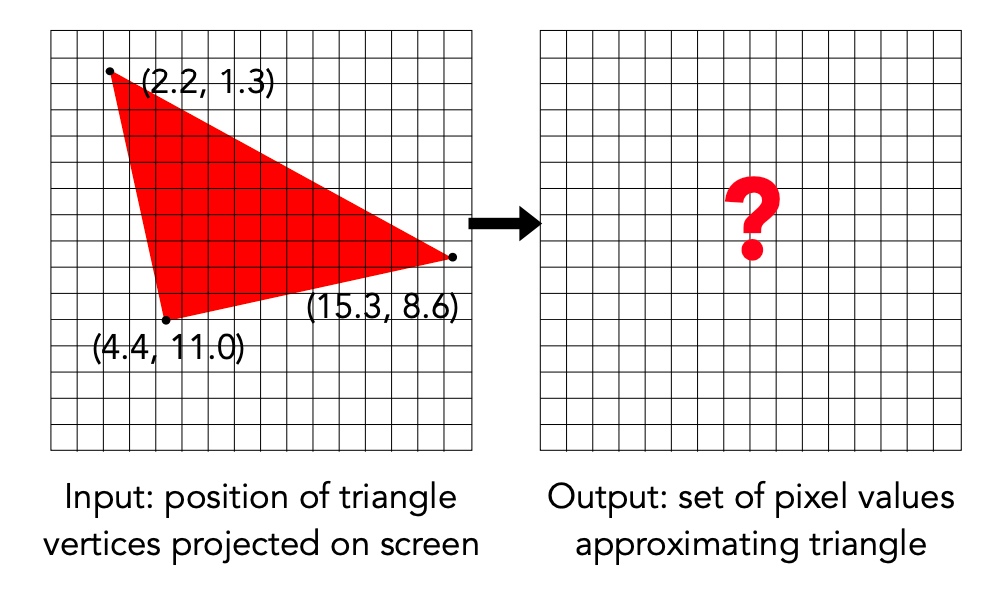 (2.2, 1.3)
(15.3, 8.6)
(4.4, 11.0)
?
Input: position of triangle
vertices projected on screen
Output: set of pixel values
approximating triangle